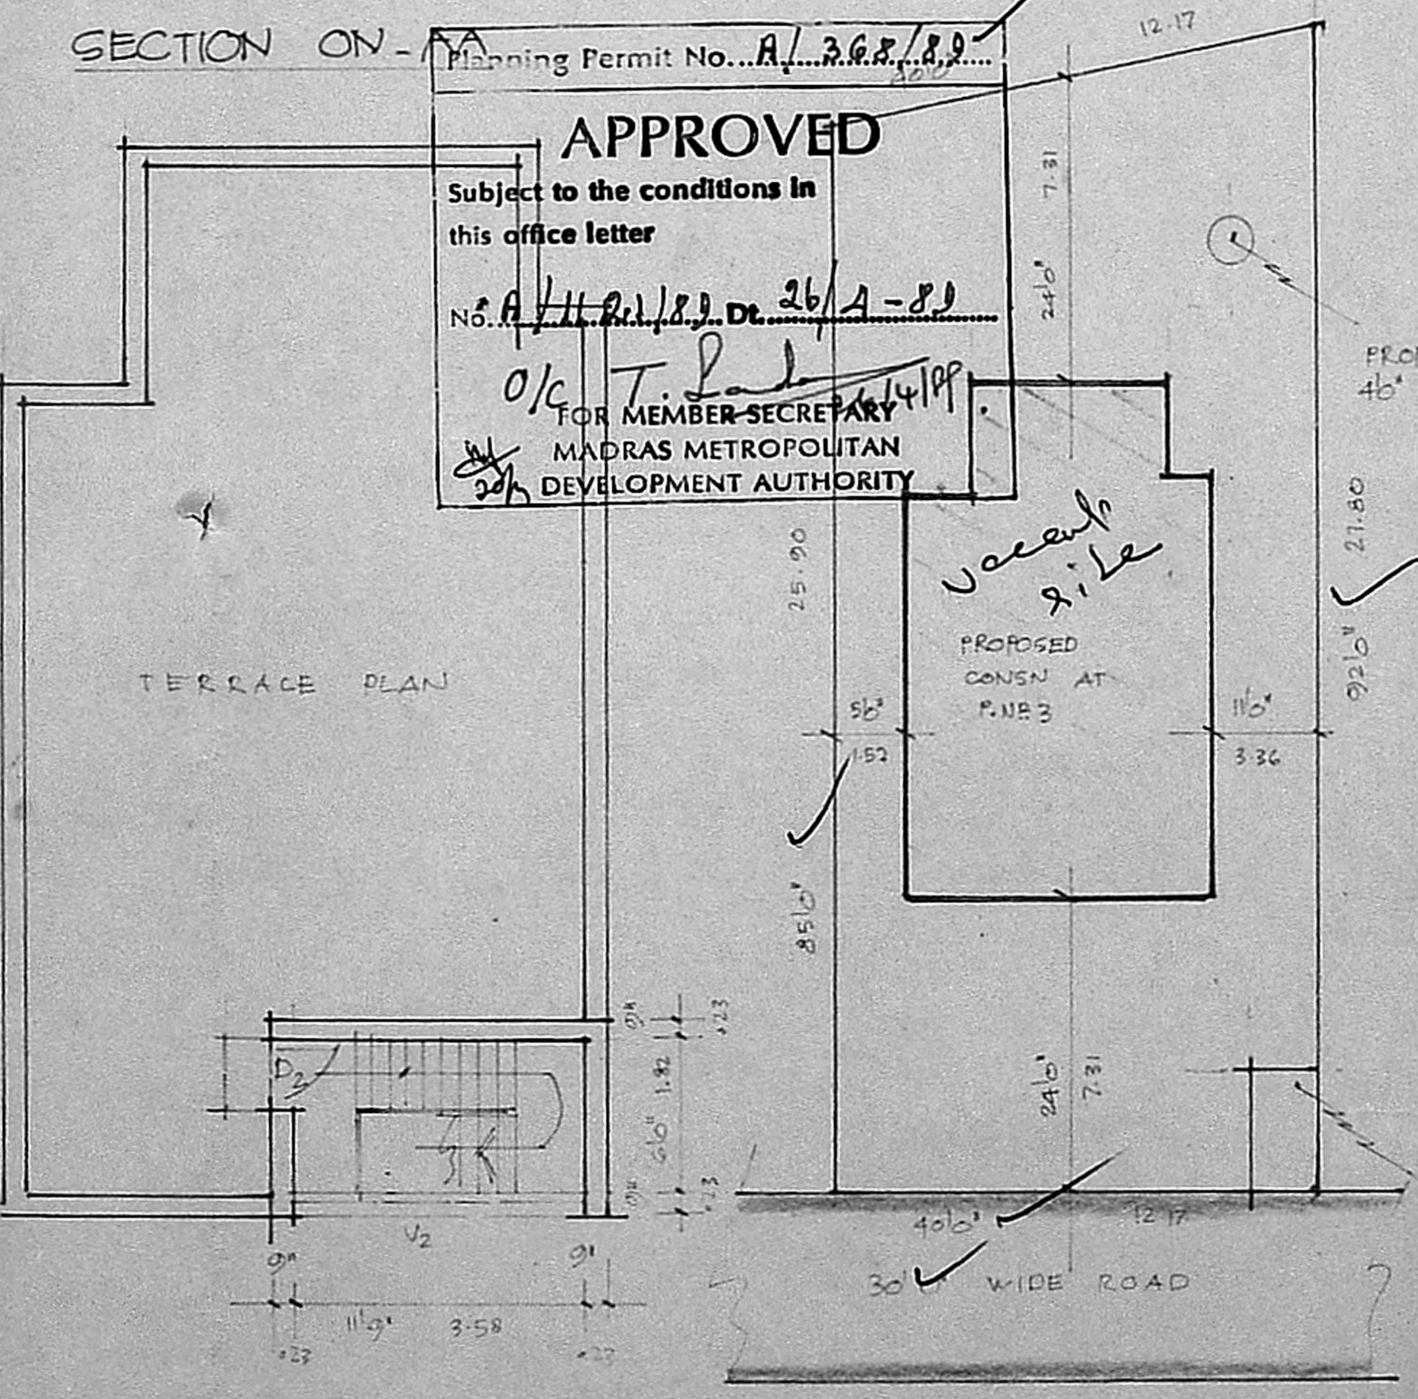 SECTION ON - AA
Planning Permit No... A/ 368/89
APPROVED
Subject to the conditions in
this office letter
Dt. 26/4-89
O/C
FOR MEMBER-SECRETARY
MADRAS METROPOLITAN
DEVELOPMENT AUTHORITY
12.17
7.31
24'0"
25.90
85'0"
vacant
site
PROPOSED
CONSN AT
P.No 3
5'0"
1.52
11'0"
3.36
27.80
92'0"
TERRACE PLAN
D2
V2
9"
.23
1.82
6'0"
9"
.23
9"
9"
11'9"
3.58
.23
.23
24'0"
7.31
40'0"
12.17
30' WIDE ROAD